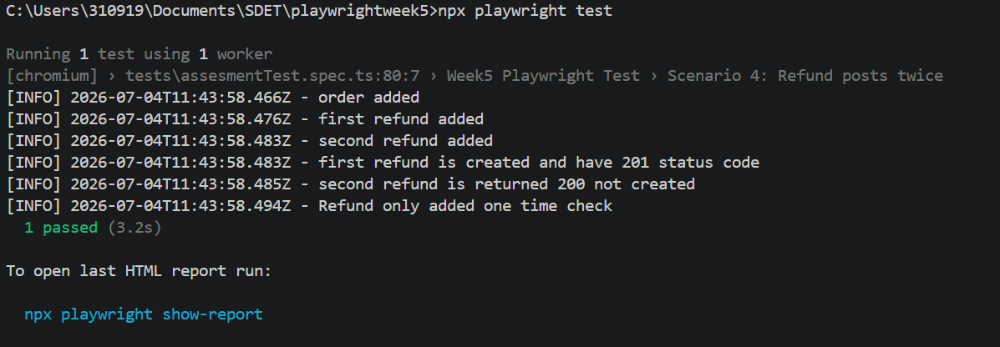 C:\Users\310919\Documents\SDET\playwrightweek5>npx playwright test
Running 1 test using 1 worker
[chromium] › tests\assesmentTest.spec.ts:80:7 › Week5 Playwright Test › Scenario 4: Refund posts twice
[INFO] 2026-07-04T11:43:58.466Z - order added
[INFO] 2026-07-04T11:43:58.476Z - first refund added
[INFO] 2026-07-04T11:43:58.483Z - second refund added
[INFO] 2026-07-04T11:43:58.483Z - first refund is created and have 201 status code
[INFO] 2026-07-04T11:43:58.485Z - second refund is returned 200 not created
[INFO] 2026-07-04T11:43:58.494Z - Refund only added one time check
1 passed (3.2s)
To open last HTML report run:
npx playwright show-report